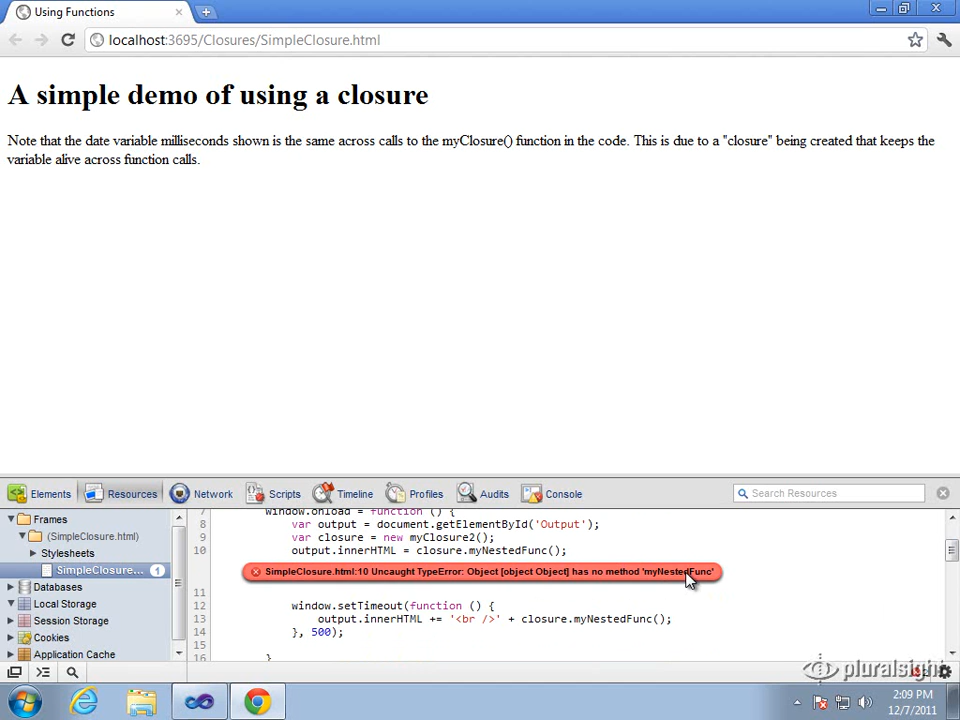 Using Functions
localhost:3695/Closures/SimpleClosure.html
A simple demo of using a closure
Note that the date variable milliseconds shown is the same across calls to the myClosure() function in the code. This is due to a "closure" being created that keeps the
variable alive across function calls.
Elements Resources Network Scripts Timeline Profiles Audits Console Search Resources
Frames
(SimpleClosure.html)
Stylesheets
SimpleClosure... 1
Databases
Local Storage
Session Storage
Cookies
Application Cache
7 window.onload = function () {
8 var output = document.getElementById('Output');
9 var closure = new myClosure2();
10 output.innerHTML = closure.myNestedFunc();
SimpleClosure.html:10 Uncaught TypeError: Object [object Object] has no method 'myNestedFunc'
11
12 window.setTimeout(function () {
13 output.innerHTML += '<br />' + closure.myNestedFunc();
14 }, 500);
15
16 }
pluralsight
2:09 PM
12/7/2011